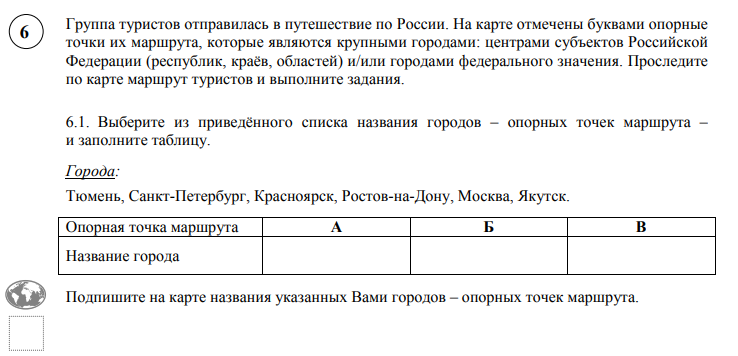 6
Группа туристов отправилась в путешествие по России. На карте отмечены буквами опорные
точки их маршрута, которые являются крупными городами: центрами субъектов Российской
Федерации (республик, краёв, областей) и/или городами федерального значения. Проследите
по карте маршрут туристов и выполните задания.
6.1. Выберите из приведённого списка названия городов – опорных точек маршрута –
и заполните таблицу.
Города:
Тюмень, Санкт-Петербург, Красноярск, Ростов-на-Дону, Москва, Якутск.
Опорная точка маршрута А Б В
Название города
Подпишите на карте названия указанных Вами городов – опорных точек маршрута.